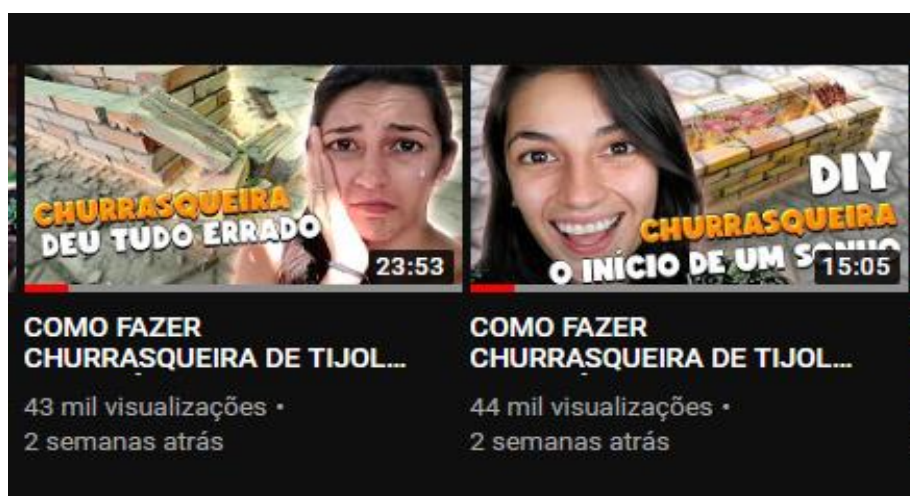 CHURRASQUEIRA
DEU TUDO ERRADO
23:53
COMO FAZER
CHURRASQUEIRA DE TIJOL...
43 mil visualizações •
2 semanas atrás
DIY
CHURRASQUEIRA
O INÍCIO DE UM SONHO
15:05
COMO FAZER
CHURRASQUEIRA DE TIJOL...
44 mil visualizações •
2 semanas atrás